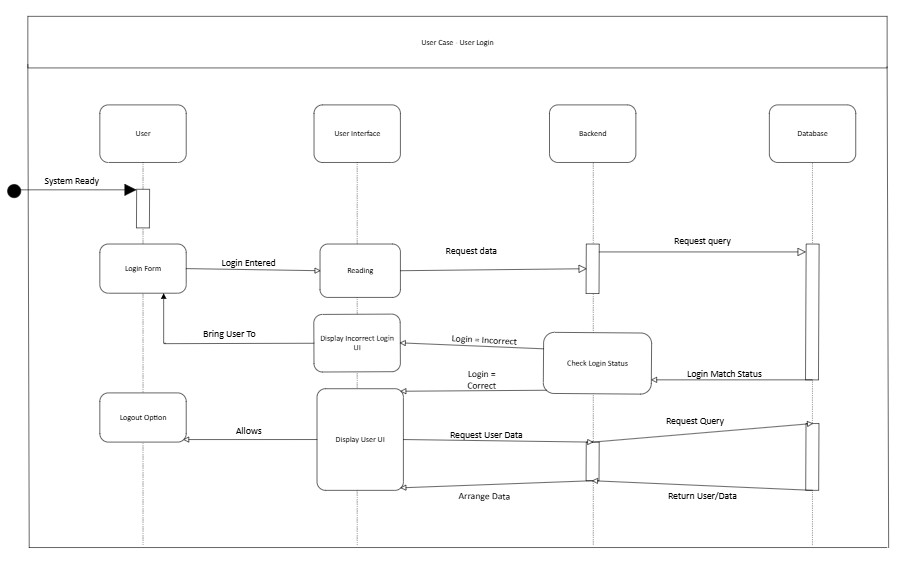 User Case - User Login
User
User Interface
Backend
Database
System Ready
Login Form
Login Entered
Reading
Request data
Request query
Bring User To
Display Incorrect Login
UI
Login = Incorrect
Check Login Status
Login Match Status
Login =
Correct
Logout Option
Allows
Display User UI
Request User Data
Request Query
Arrange Data
Return User/Data